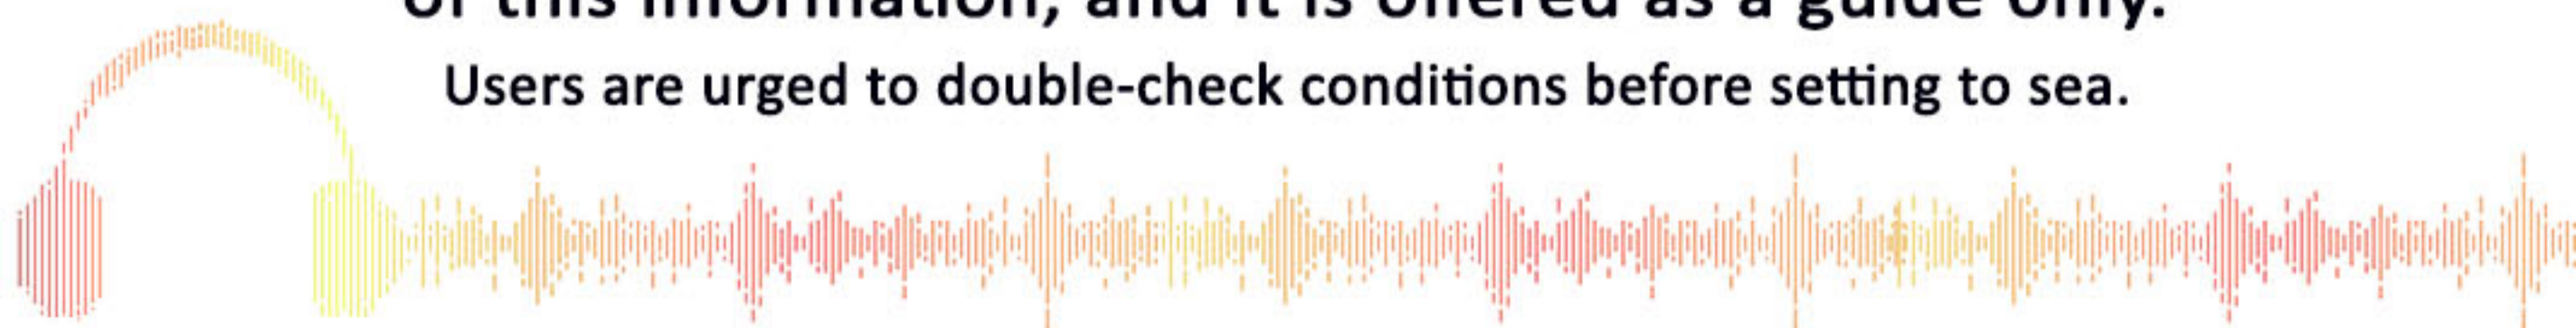 of this information, and it is offered as a guide only.
Users are urged to double-check conditions before setting to sea.